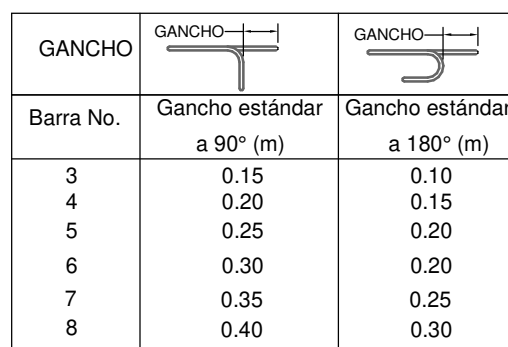 GANCHO GANCHO GANCHO
Barra No. Gancho estándar Gancho estándar
a 90° (m) a 180° (m)
3 0.15 0.10
4 0.20 0.15
5 0.25 0.20
6 0.30 0.20
7 0.35 0.25
8 0.40 0.30